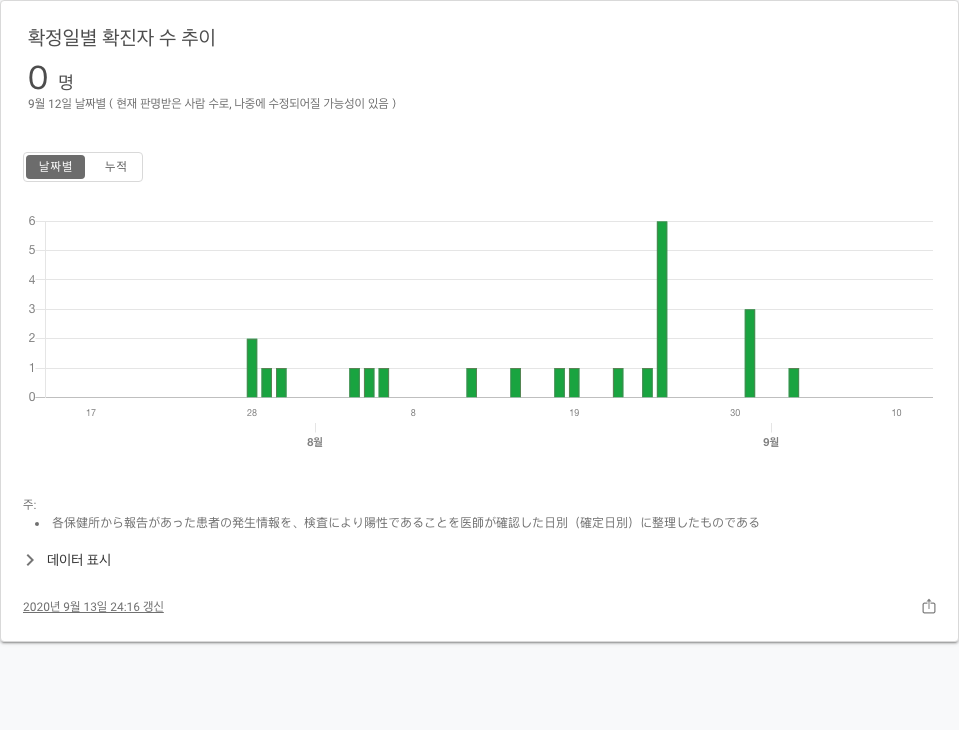 확정일별 확진자 수 추이
0 명
9월 12일 날짜별 ( 현재 판명받은 사람 수로, 나중에 수정되어질 가능성이 있음 )
날짜별 누적
6
5
4
3
2
1
0
17 28 8 19 30 10
8월 9월
주:
• 各保健所から報告があった患者の発生情報を、検査により陽性であることを医師が確認した日別（確定日別）に整理したものである
데이터 표시
2020년 9월 13일 24:16 갱신